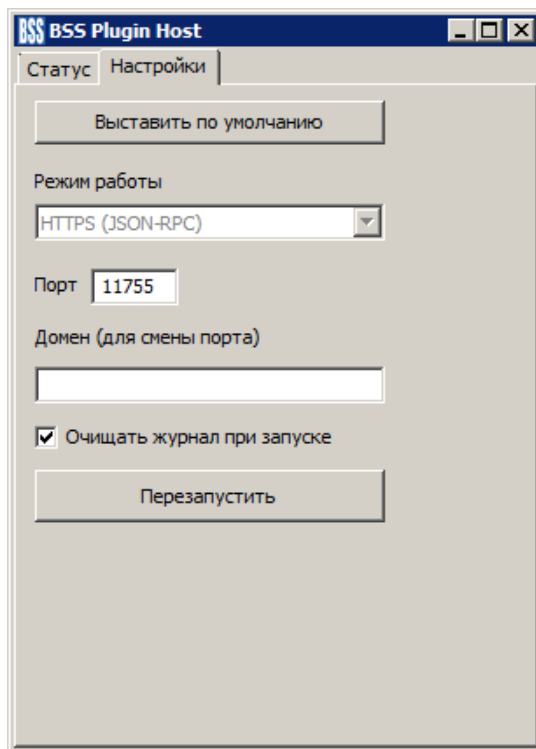 BSS BSS Plugin Host
Статус Настройки
Выставить по умолчанию
Режим работы
HTTPS (JSON-RPC)
Порт 11755
Домен (для смены порта)
Очищать журнал при запуске
Перезапустить